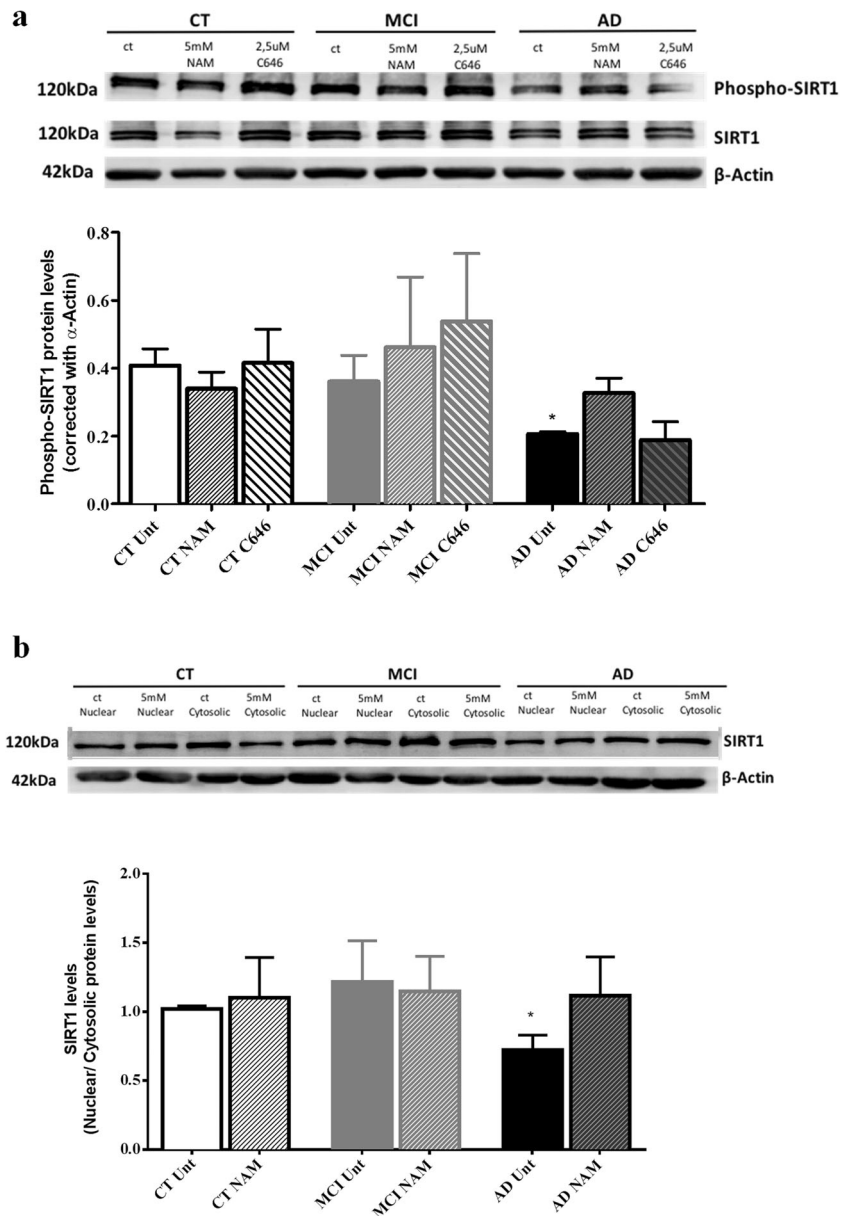 a
CT MCI AD
ct 5mM 2,5uM ct 5mM 2,5uM ct 5mM 2,5uM
NAM C646 NAM C646 NAM C646
120kDa Phospho-SIRT1
120kDa SIRT1
42kDa β-Actin
Phospho-SIRT1 protein levels
(corrected with α-Actin)
0.8
0.6
0.4
0.2
0.0
*
CT Unt CT NAM CT C646 MCI Unt MCI NAM MCI C646 AD Unt AD NAM AD C646
b
CT MCI AD
ct 5mM ct 5mM ct 5mM ct 5mM ct 5mM ct 5mM
Nuclear Nuclear Cytosolic Cytosolic Nuclear Nuclear Cytosolic Cytosolic Nuclear Nuclear Cytosolic Cytosolic
120kDa SIRT1
42kDa β-Actin
SIRT1 levels
(Nuclear/ Cytosolic protein levels)
2.0
1.5
1.0
0.5
0.0
*
CT Unt CT NAM MCI Unt MCI NAM AD Unt AD NAM